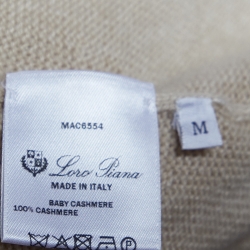 MAC6554
Loro Piana
MADE IN ITALY
BABY CASHMERE
100% CASHMERE
M